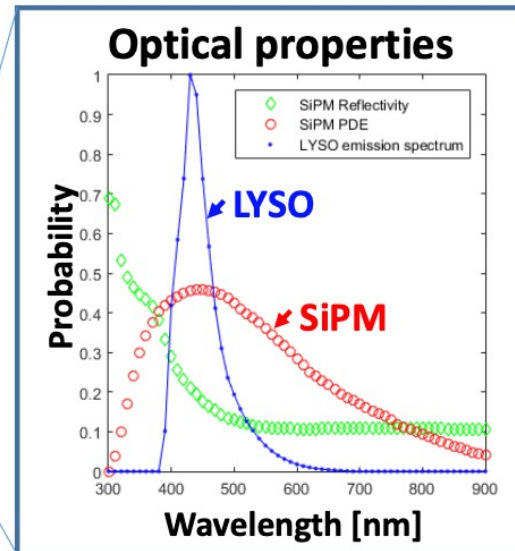 Optical properties
Probability
1
0.9
0.8
0.7
0.6
0.5
0.4
0.3
0.2
0.1
0
SiPM Reflectivity
SiPM PDE
LYSO emission spectrum
LYSO
SiPM
300 400 500 600 700 800 900
Wavelength [nm]